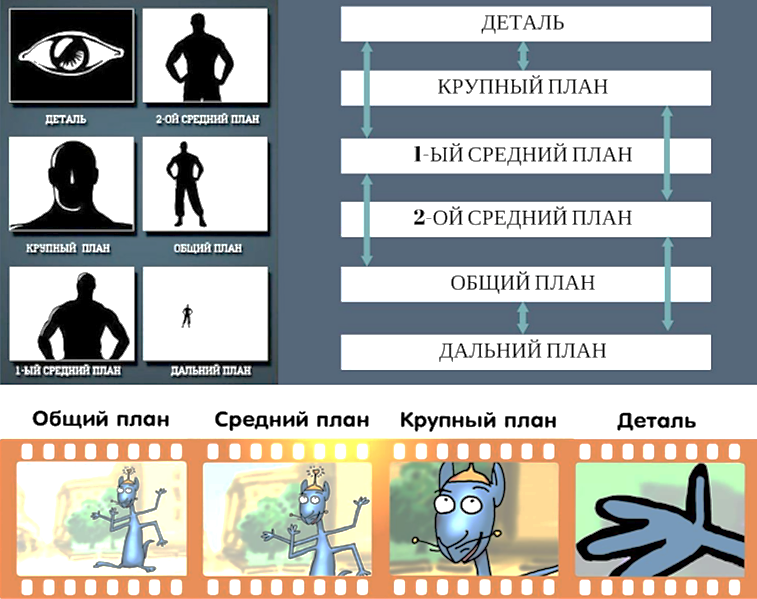 ДЕТАЛЬ
2-ОЙ СРЕДНИЙ ПЛАН
КРУПНЫЙ ПЛАН
ОБЩИЙ ПЛАН
1-ЫЙ СРЕДНИЙ ПЛАН
ДАЛЬНИЙ ПЛАН
ДЕТАЛЬ
КРУПНЫЙ ПЛАН
1-ЫЙ СРЕДНИЙ ПЛАН
2-ОЙ СРЕДНИЙ ПЛАН
ОБЩИЙ ПЛАН
ДАЛЬНИЙ ПЛАН
Общий план
Средний план
Крупный план
Деталь